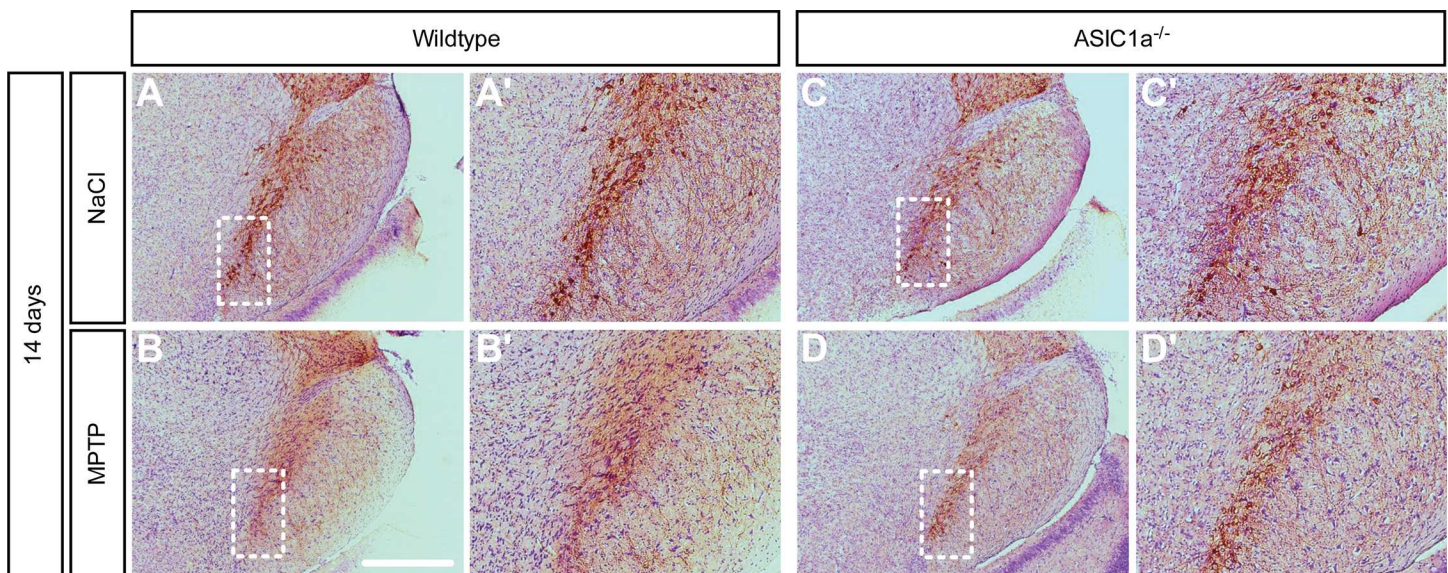 Wildtype
ASIC1a-/-
14 days
NaCl
A
A'
C
C'
MPTP
B
B'
D
D'